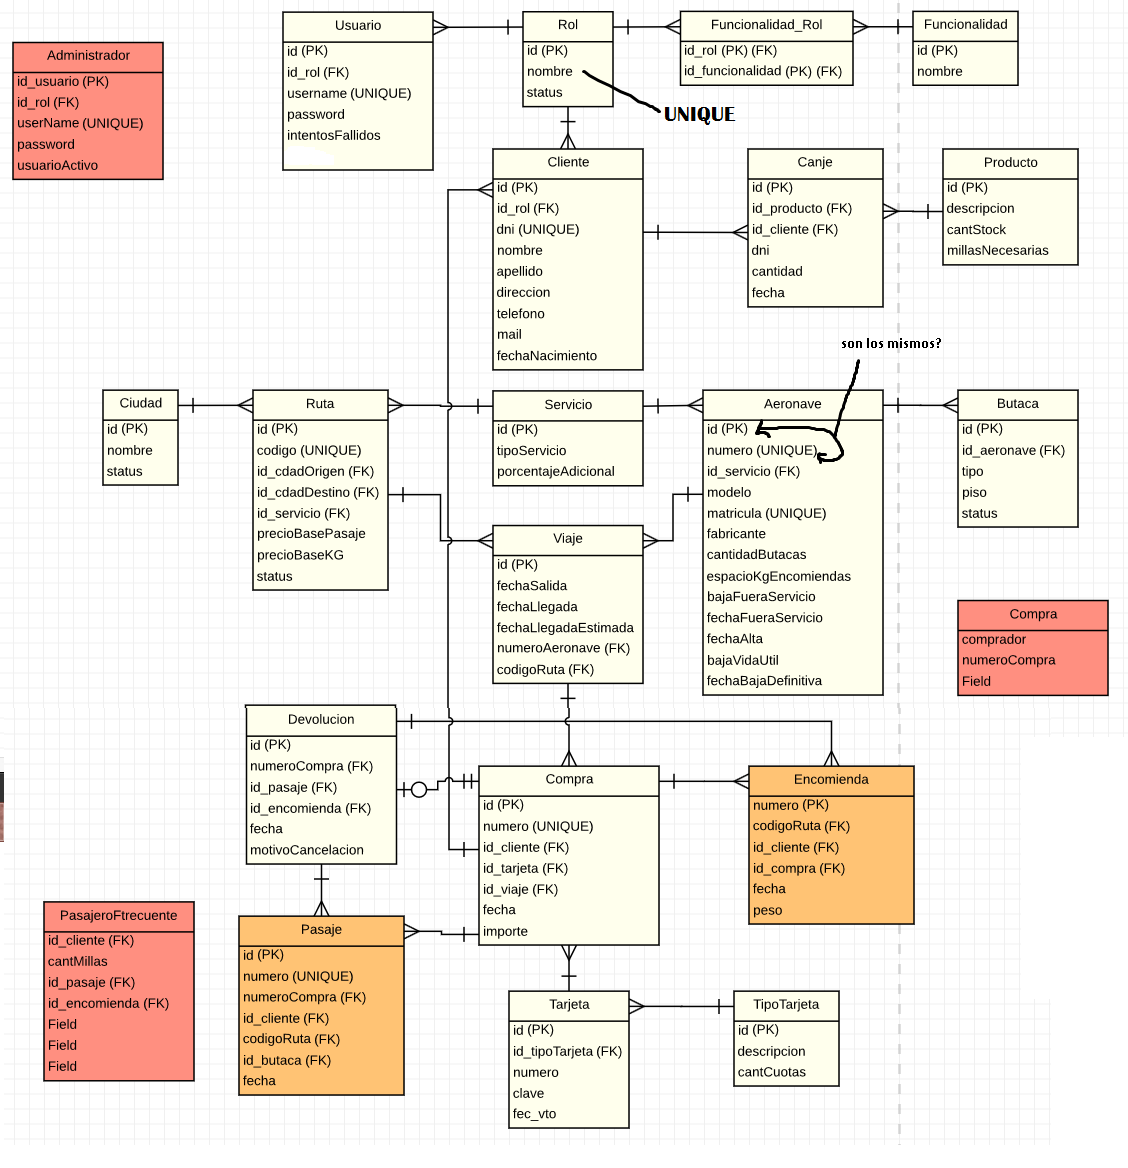 Administrador
id_usuario (PK)
id_rol (FK)
userName (UNIQUE)
password
usuarioActivo
Usuario
id (PK)
id_rol (FK)
username (UNIQUE)
password
intentosFallidos
Rol
id (PK)
nombre
status
UNIQUE
Funcionalidad_Rol
id_rol (PK) (FK)
id_funcionalidad (PK) (FK)
Funcionalidad
id (PK)
nombre
Cliente
id (PK)
id_rol (FK)
dni (UNIQUE)
nombre
apellido
direccion
telefono
mail
fechaNacimiento
Canje
id (PK)
id_producto (FK)
id_cliente (FK)
dni
cantidad
fecha
Producto
id (PK)
descripcion
cantStock
millasNecesarias
son los mismos?
Ciudad
id (PK)
nombre
status
Ruta
id (PK)
codigo (UNIQUE)
id_cdadOrigen (FK)
id_cdadDestino (FK)
id_servicio (FK)
precioBasePasaje
precioBaseKG
status
Servicio
id (PK)
tipoServicio
porcentajeAdicional
Aeronave
id (PK)
numero (UNIQUE)
id_servicio (FK)
modelo
matricula (UNIQUE)
fabricante
cantidadButacas
espacioKgEncomiendas
bajaFueraServicio
fechaFueraServicio
fechaAlta
bajaVidaUtil
fechaBajaDefinitiva
Butaca
id (PK)
id_aeronave (FK)
tipo
piso
status
Viaje
id (PK)
fechaSalida
fechaLlegada
fechaLlegadaEstimada
numeroAeronave (FK)
codigoRuta (FK)
Compra
comprador
numeroCompra
Field
Devolucion
id (PK)
numeroCompra (FK)
id_pasaje (FK)
id_encomienda (FK)
fecha
motivoCancelacion
Compra
id (PK)
numero (UNIQUE)
id_cliente (FK)
id_tarjeta (FK)
id_viaje (FK)
fecha
importe
Encomienda
numero (PK)
codigoRuta (FK)
id_cliente (FK)
id_compra (FK)
fecha
peso
PasajeroFtrecuente
id_cliente (FK)
cantMillas
id_pasaje (FK)
id_encomienda (FK)
Field
Field
Field
Pasaje
id (PK)
numero (UNIQUE)
numeroCompra (FK)
id_cliente (FK)
codigoRuta (FK)
id_butaca (FK)
fecha
Tarjeta
id (PK)
id_tipoTarjeta (FK)
numero
clave
fec_vto
TipoTarjeta
id (PK)
descripcion
cantCuotas